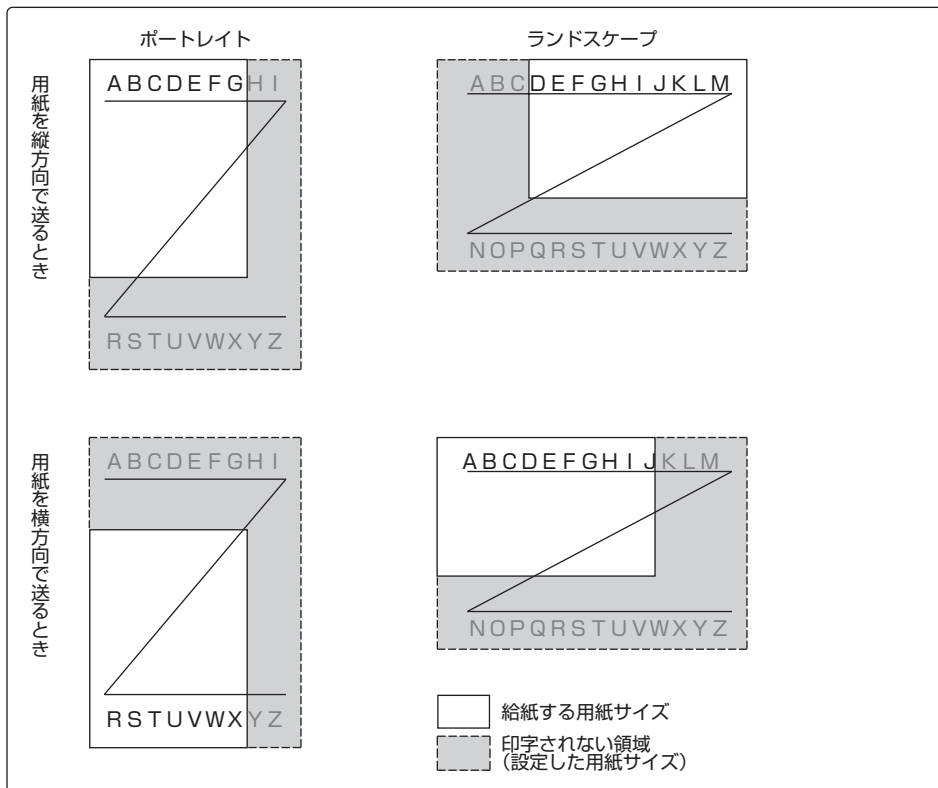 ポートレイト
ランドスケープ
用紙を縦方向で送るとき
ABCDEFGHI
RSTUVWXYZ
ABCDEFGHIJKLM
NOPQRSTUVWXYZ
用紙を横方向で送るとき
ABCDEFGHI
RSTUVWXYZ
ABCDEFGHIJKLM
NOPQRSTUVWXYZ
給紙する用紙サイズ
印字されない領域
（設定した用紙サイズ）